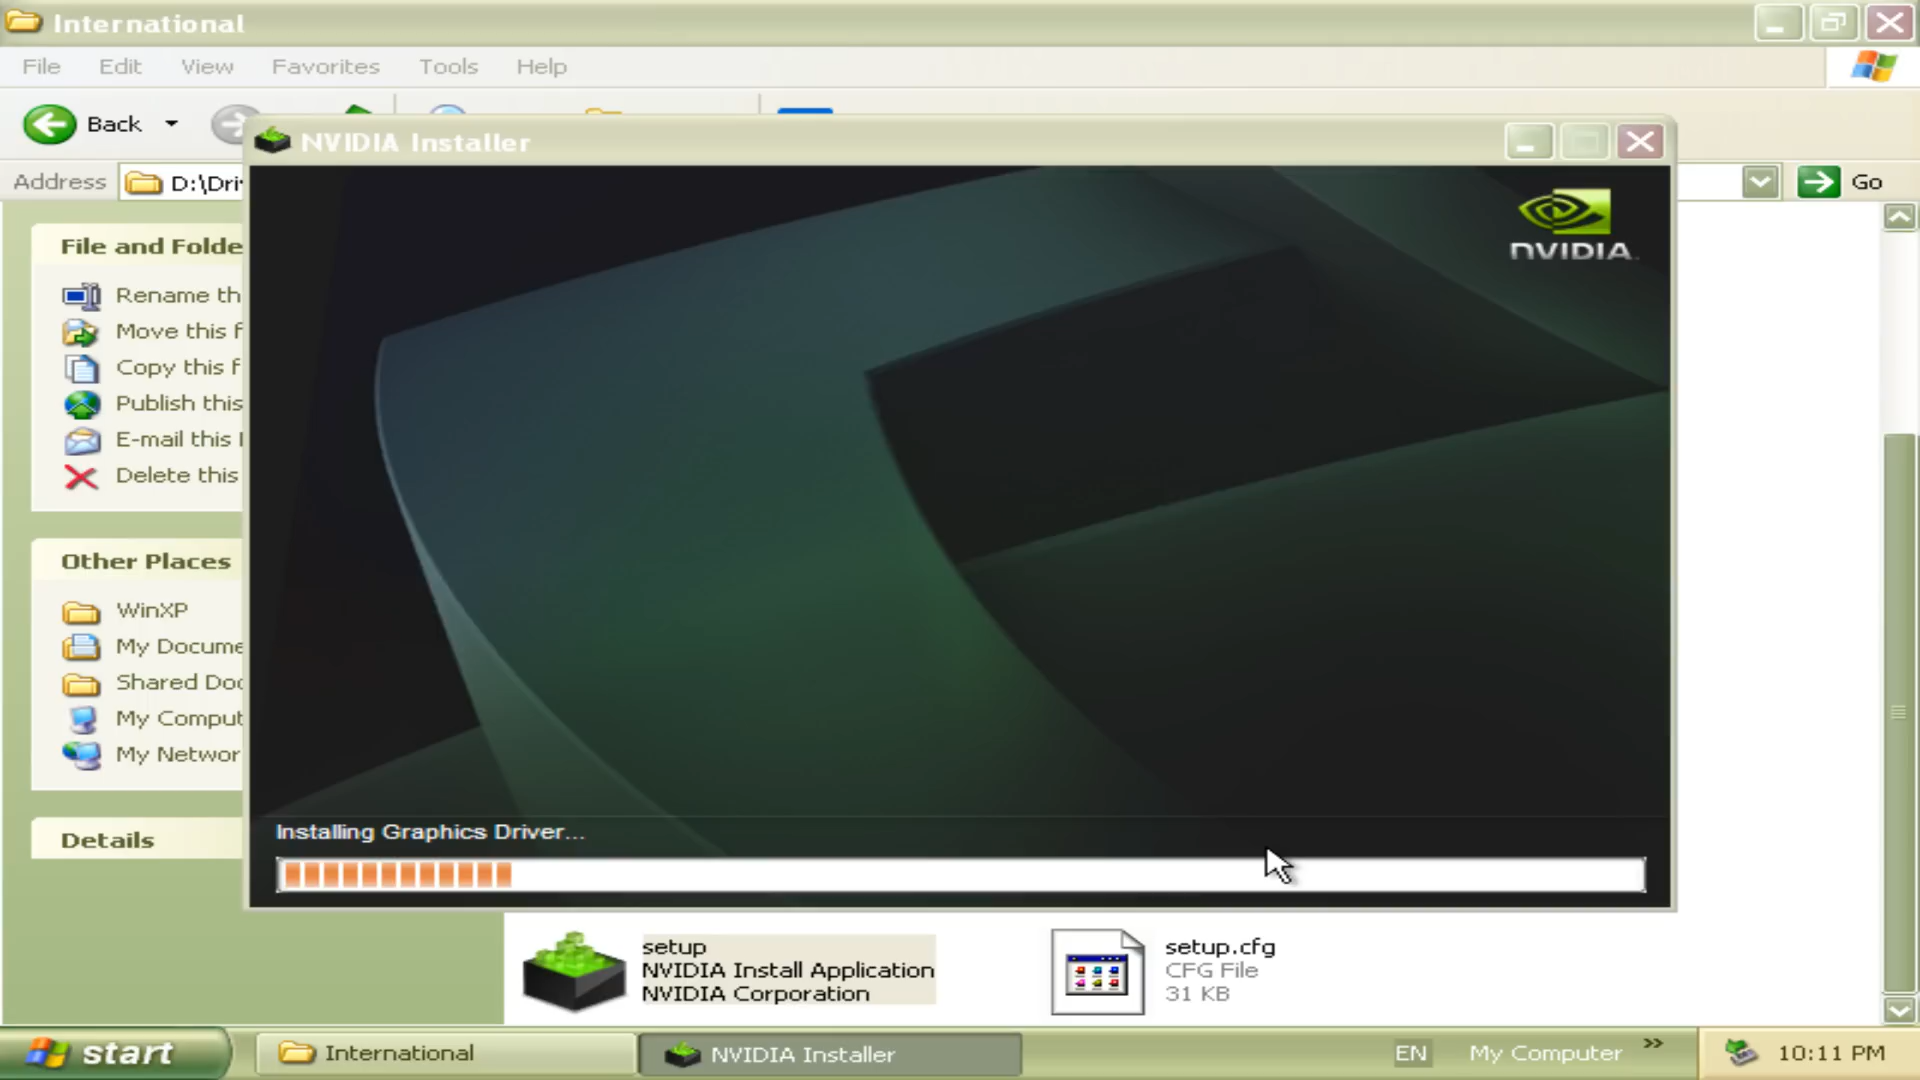 International
File Edit View Favorites Tools Help
Back
NVIDIA Installer
Address D:\Dri
Go
nVIDIA
File and Folde
Rename th
Move this f
Copy this f
Publish this
E-mail this
Delete this
Other Places
WinXP
My Docume
Shared Doc
My Comput
My Networ
Details
Installing Graphics Driver...
setup
NVIDIA Install Application
NVIDIA Corporation
setup.cfg
CFG File
31 KB
start
International
NVIDIA Installer
EN
My Computer
10:11 PM